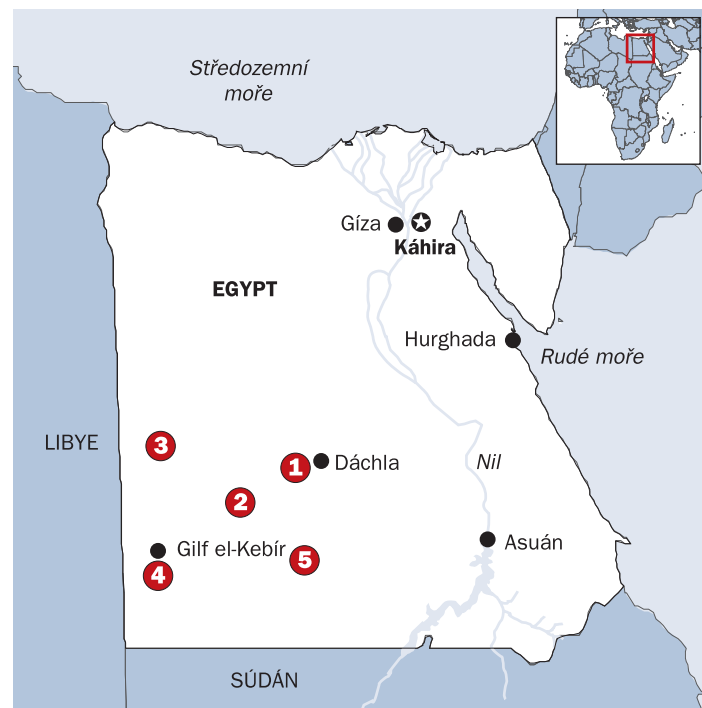 Středozemní
moře
Gíza
Káhira
EGYPT
Hurghada
Rudé moře
LIBYE
3
1
Dáchla
Nil
2
Asuán
Gilf el-Kebír
5
4
SÚDÁN